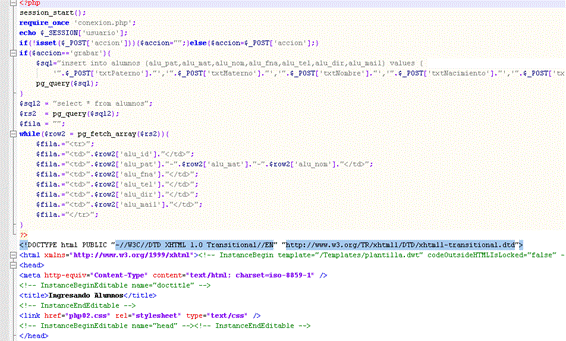 <?php
session_start();
require_once 'conexion.php';
echo $_SESSION['usuario'];
if(!isset($_POST['accion'])){$accion="";}else{$accion=$_POST['accion'];}
if($accion=='grabar'){
$sql="insert into alumnos (alu_pat,alu_mat,alu_nom,alu_fna,alu_tel,alu_dir,alu_mail) values (
'".$_POST['txtPaterno']."','".$_POST['txtMaterno']."','".$_POST['txtNombre']."','".$_POST['txtNacimiento']."','".$_POST['tx
pg_query($sql);
}
$sql2 = "select * from alumnos";
$rs2 = pg_query($sql2);
$fila = "";
while($row2 = pg_fetch_array($rs2)){
$fila.="<tr>";
$fila.="<td>".$row2['alu_id']."</td>";
$fila.="<td>".$row2['alu_pat']."-".$row2['alu_mat']."-".$row2['alu_nom']."</td>";
$fila.="<td>".$row2['alu_fna']."</td>";
$fila.="<td>".$row2['alu_tel']."</td>";
$fila.="<td>".$row2['alu_dir']."</td>";
$fila.="<td>".$row2['alu_mail']."</td>";
$fila.="</tr>";
}
?>
<!DOCTYPE html PUBLIC "-//W3C//DTD XHTML 1.0 Transitional//EN" "http://www.w3.org/TR/xhtml1/DTD/xhtml1-transitional.dtd">
<html xmlns="http://www.w3.org/1999/xhtml"><!-- InstanceBegin template="/Templates/plantilla.dwt" codeOutsideHTMLIsLocked="false" -
<head>
<meta http-equiv="Content-Type" content="text/html; charset=iso-8859-1" />
<!-- InstanceBeginEditable name="doctitle" -->
<title>Ingresando Alumnos</title>
<!-- InstanceEndEditable -->
<link href="php02.css" rel="stylesheet" type="text/css" />
<!-- InstanceBeginEditable name="head" --><!-- InstanceEndEditable -->
</head>